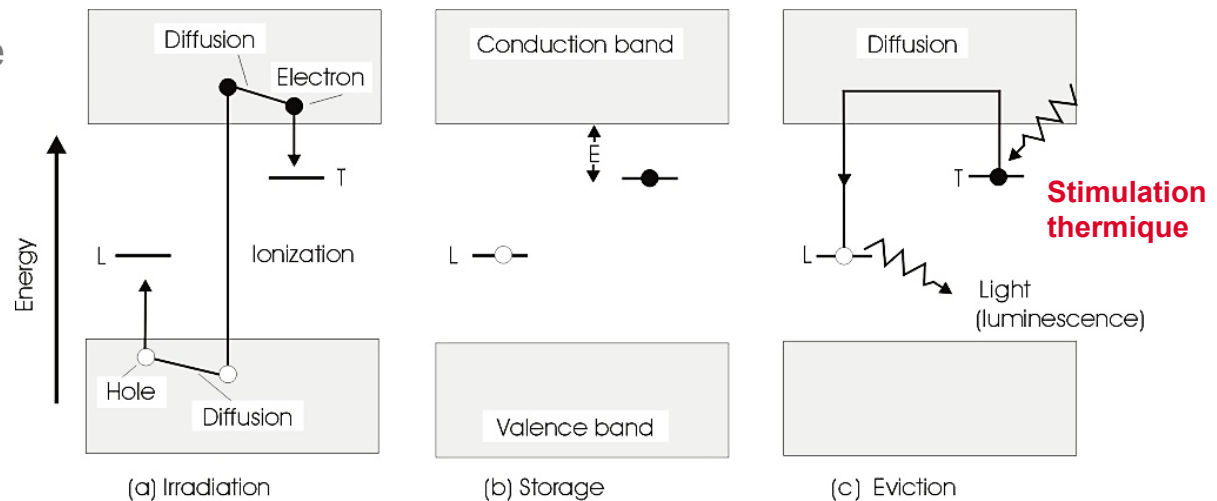 e
Energy
Diffusion
Electron
T
L
Ionization
Hole
Diffusion
(a) Irradiation
Conduction band
E
L
Valence band
(b) Storage
Diffusion
T
Stimulation
thermique
L
Light
(luminescence)
(c) Eviction